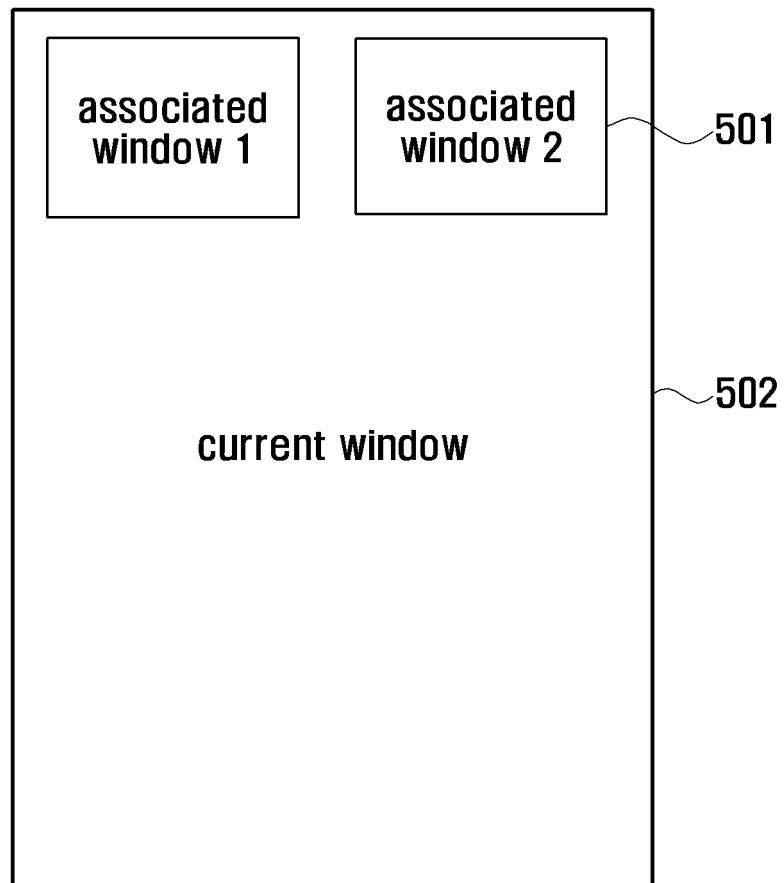 associated
window 1
associated
window 2
501
502
current window